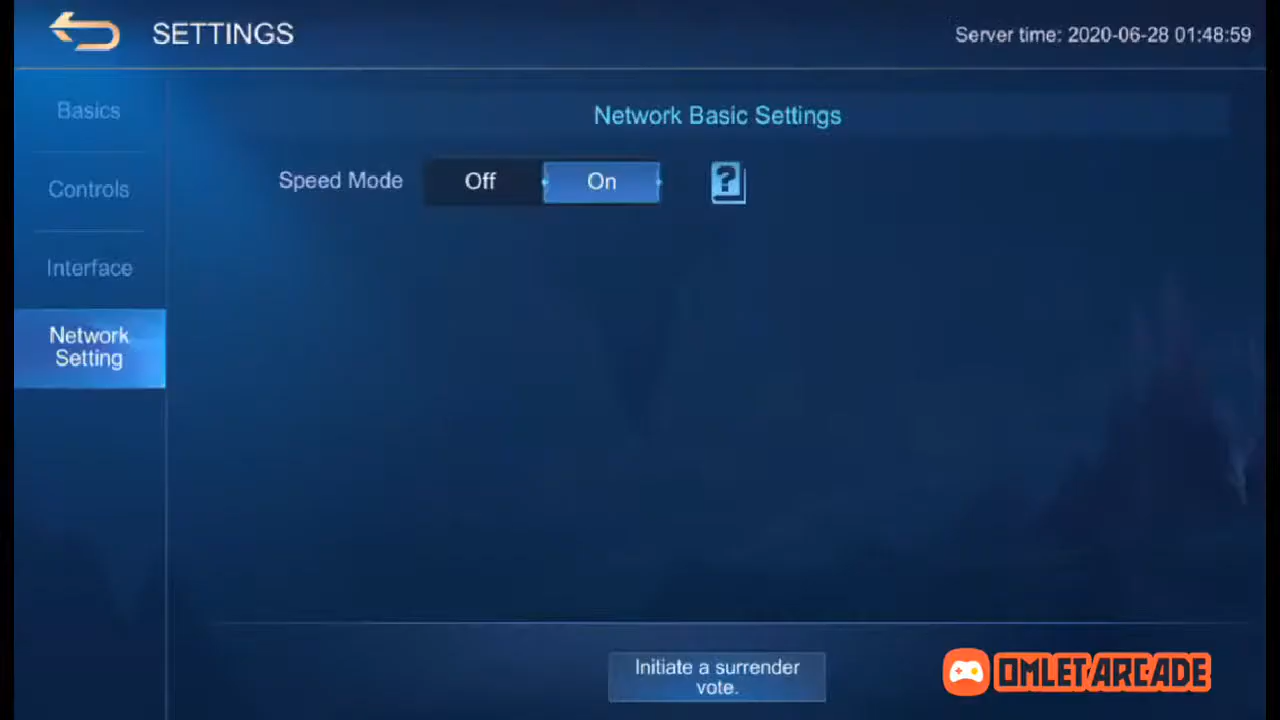 SETTINGS
Server time: 2020-06-28 01:48:59
Basics
Controls
Interface
Network
Setting
Network Basic Settings
Speed Mode
Off
On
?
Initiate a surrender
vote.
OMLET ARCADE